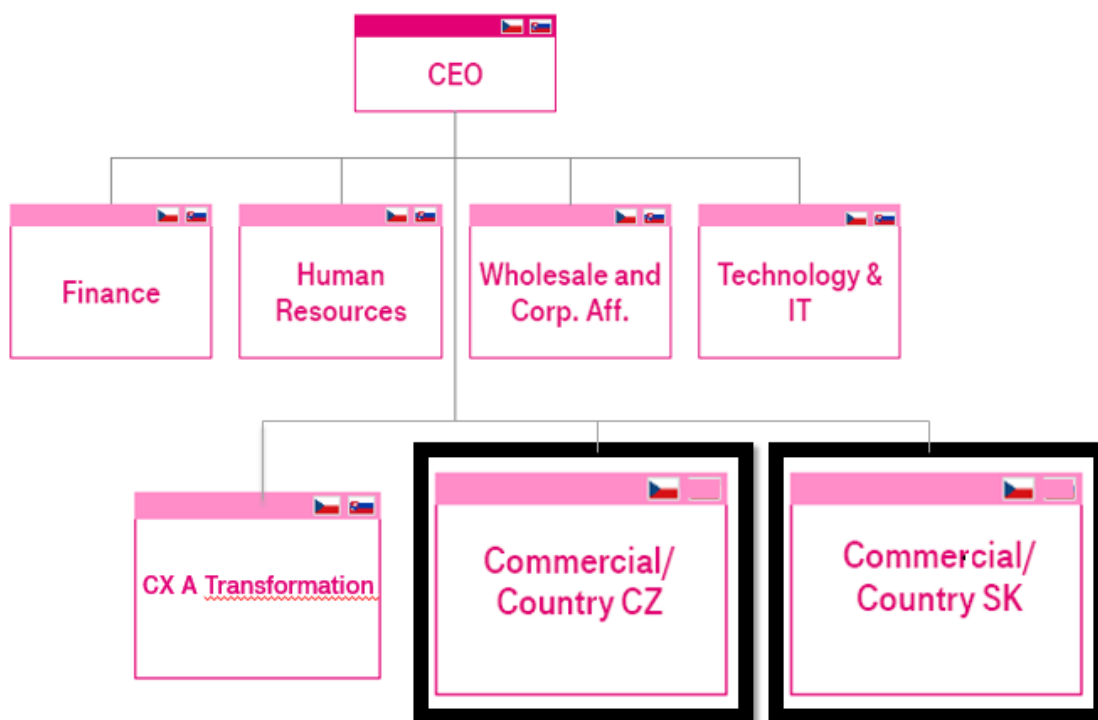 CEO
Finance
Human
Resources
Wholesale and
Corp. Aff.
Technology &
IT
CX A Transformation
Commercial/
Country CZ
Commercial/
Country SK